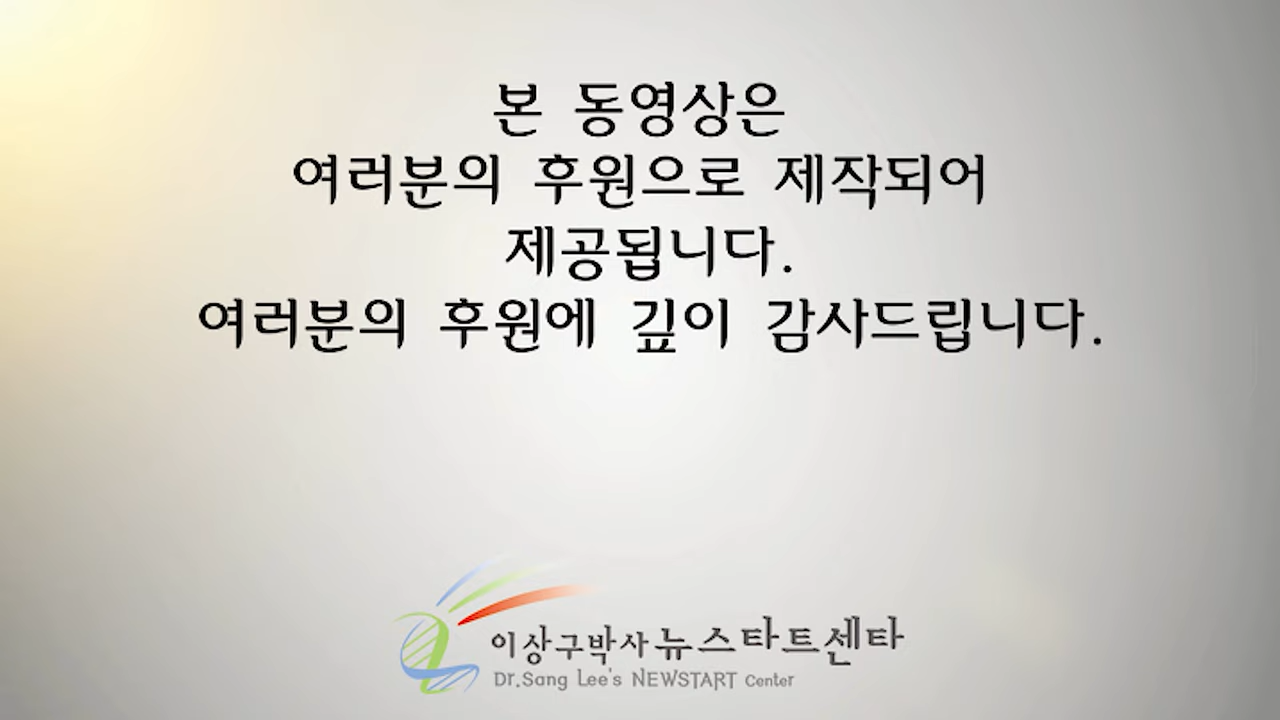 본 동영상은
여러분의 후원으로 제작되어
제공됩니다.
여러분의 후원에 깊이 감사드립니다.
이상구박사 뉴스타트센타
Dr.Sang Lee's NEWSTART Center